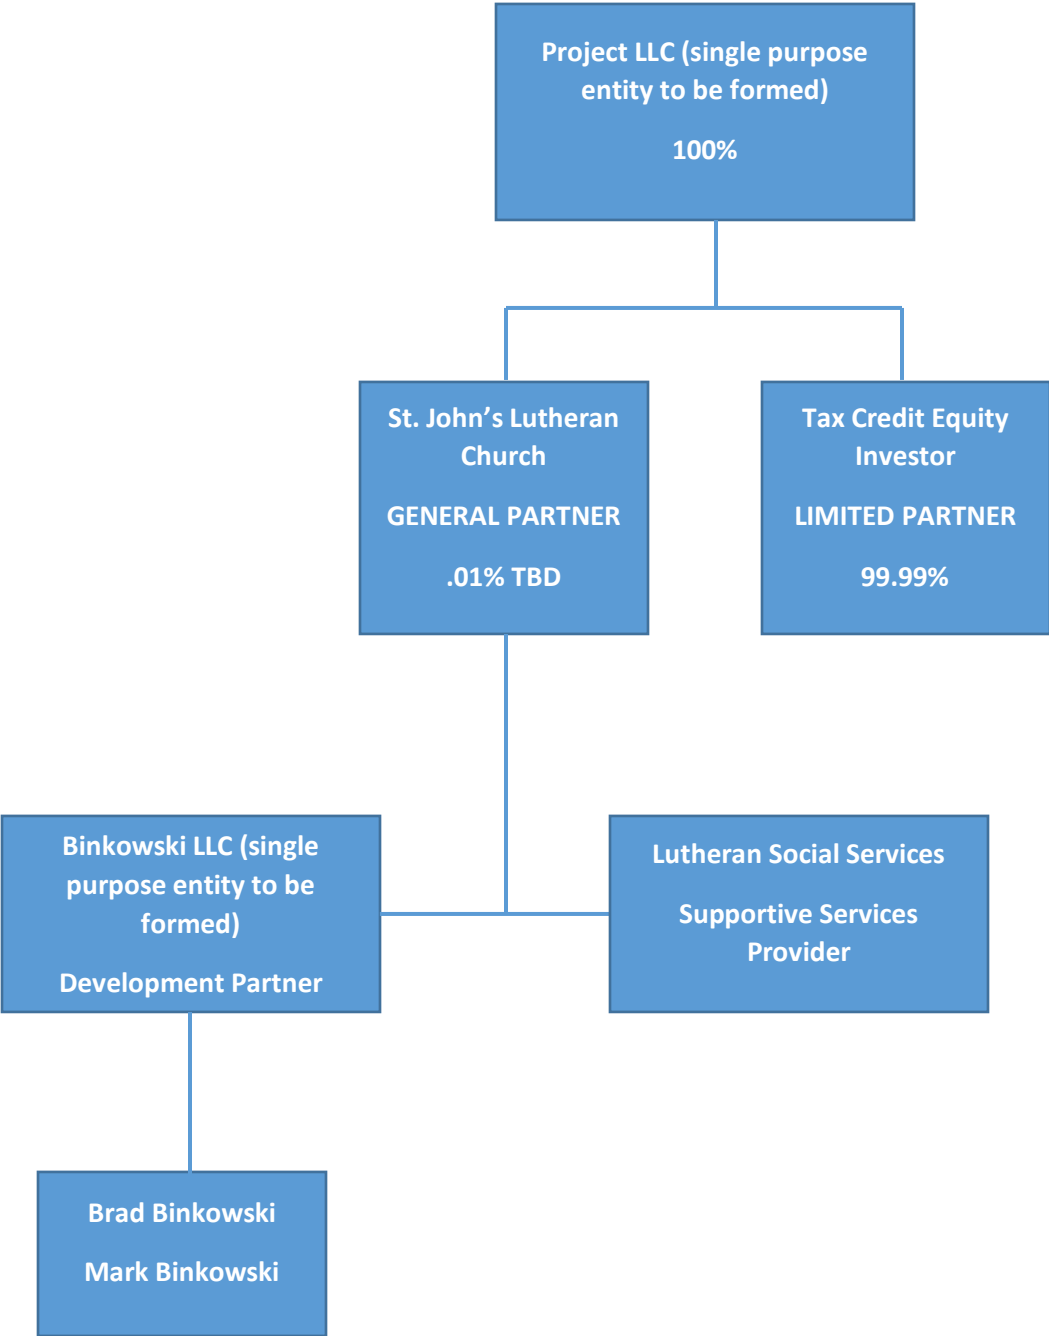 Project LLC (single purpose
entity to be formed)
100%
St. John’s Lutheran
Church
GENERAL PARTNER
.01% TBD
Tax Credit Equity
Investor
LIMITED PARTNER
99.99%
Binkowski LLC (single
purpose entity to be
formed)
Development Partner
Lutheran Social Services
Supportive Services
Provider
Brad Binkowski
Mark Binkowski